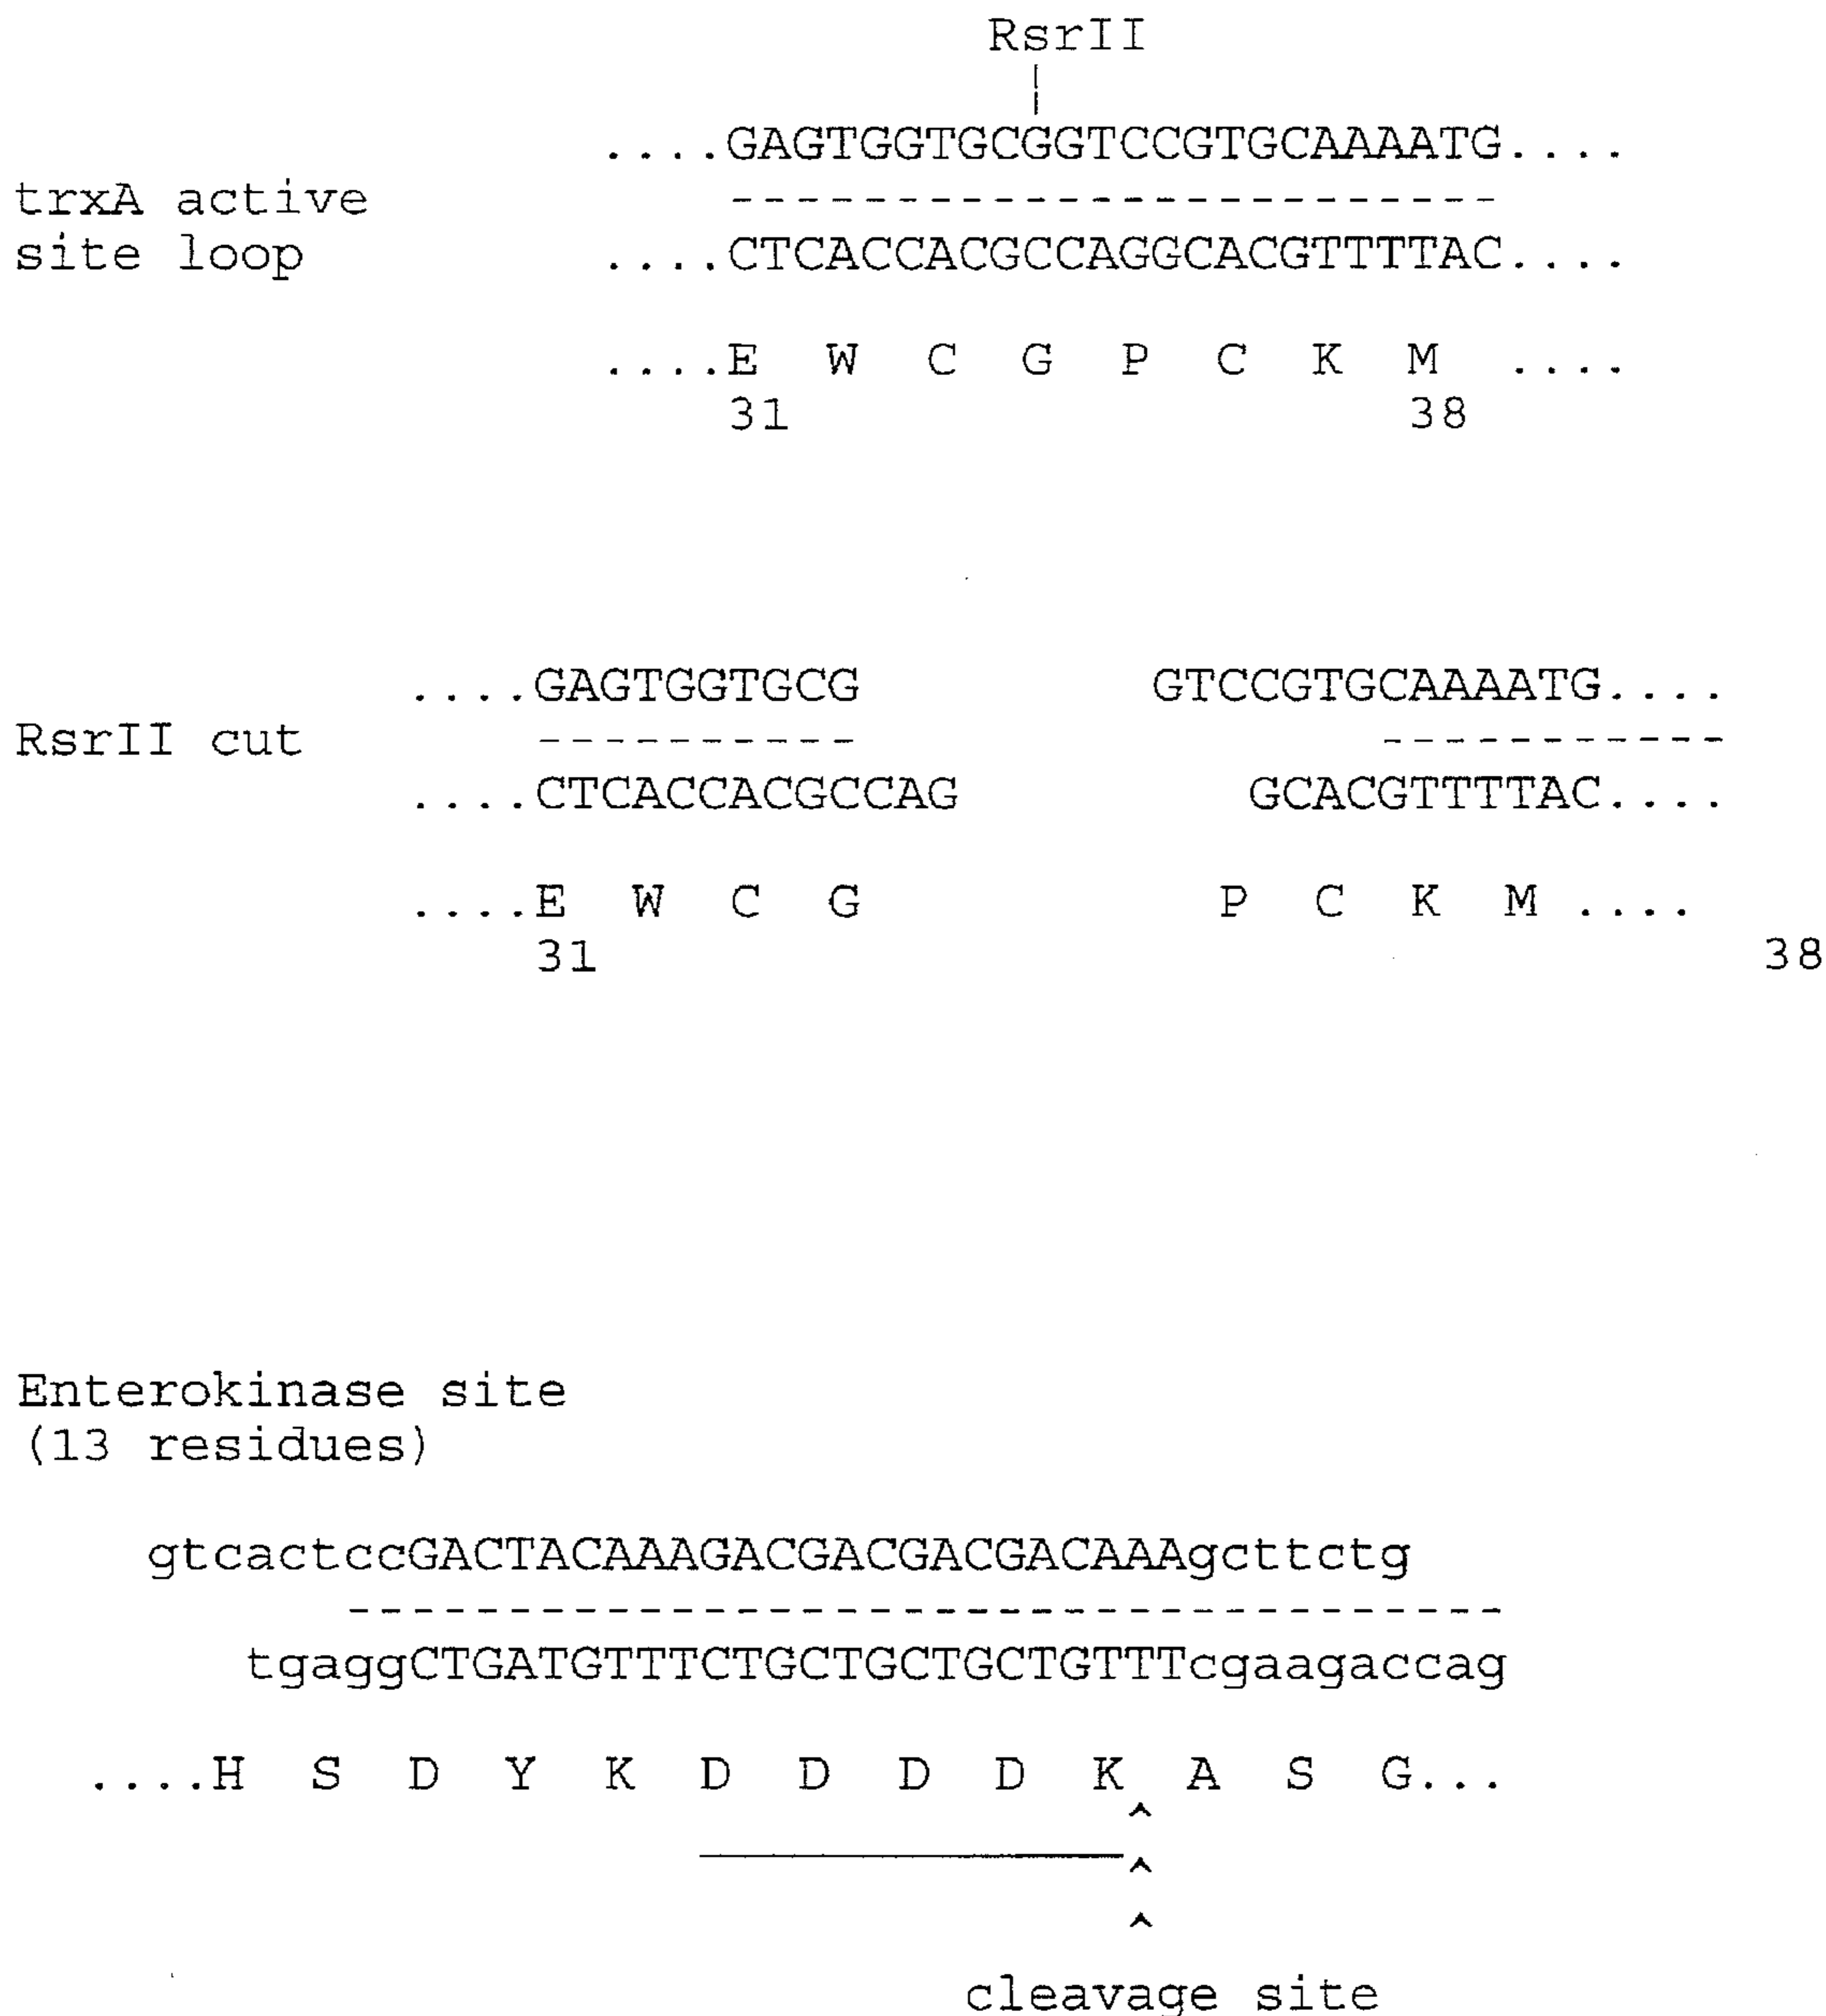 RsrII
....GAGTGGTGCGGTCCGTGCAAAATG....
trxA active
------------------------
site loop
....CTCACCACGCCAGGCACGTTTTAC....
....E W C G P C K M ....
31 38
....GAGTGGTGCG GTCCGTGCAAAATG....
RsrII cut ---------- -----------
....CTCACCACGCCAG GCACGTTTTAC....
....E W C G P C K M ....
31 38
Enterokinase site
(13 residues)
gtcactccGACTACAAAGACGACGACGACAAAgcttctg
------------------------------------
tgaggCTGATGTTTCTGCTGCTGCTGTTTcgaagaccag
....H S D Y K D D D D K A S G...
^
^
^
cleavage site